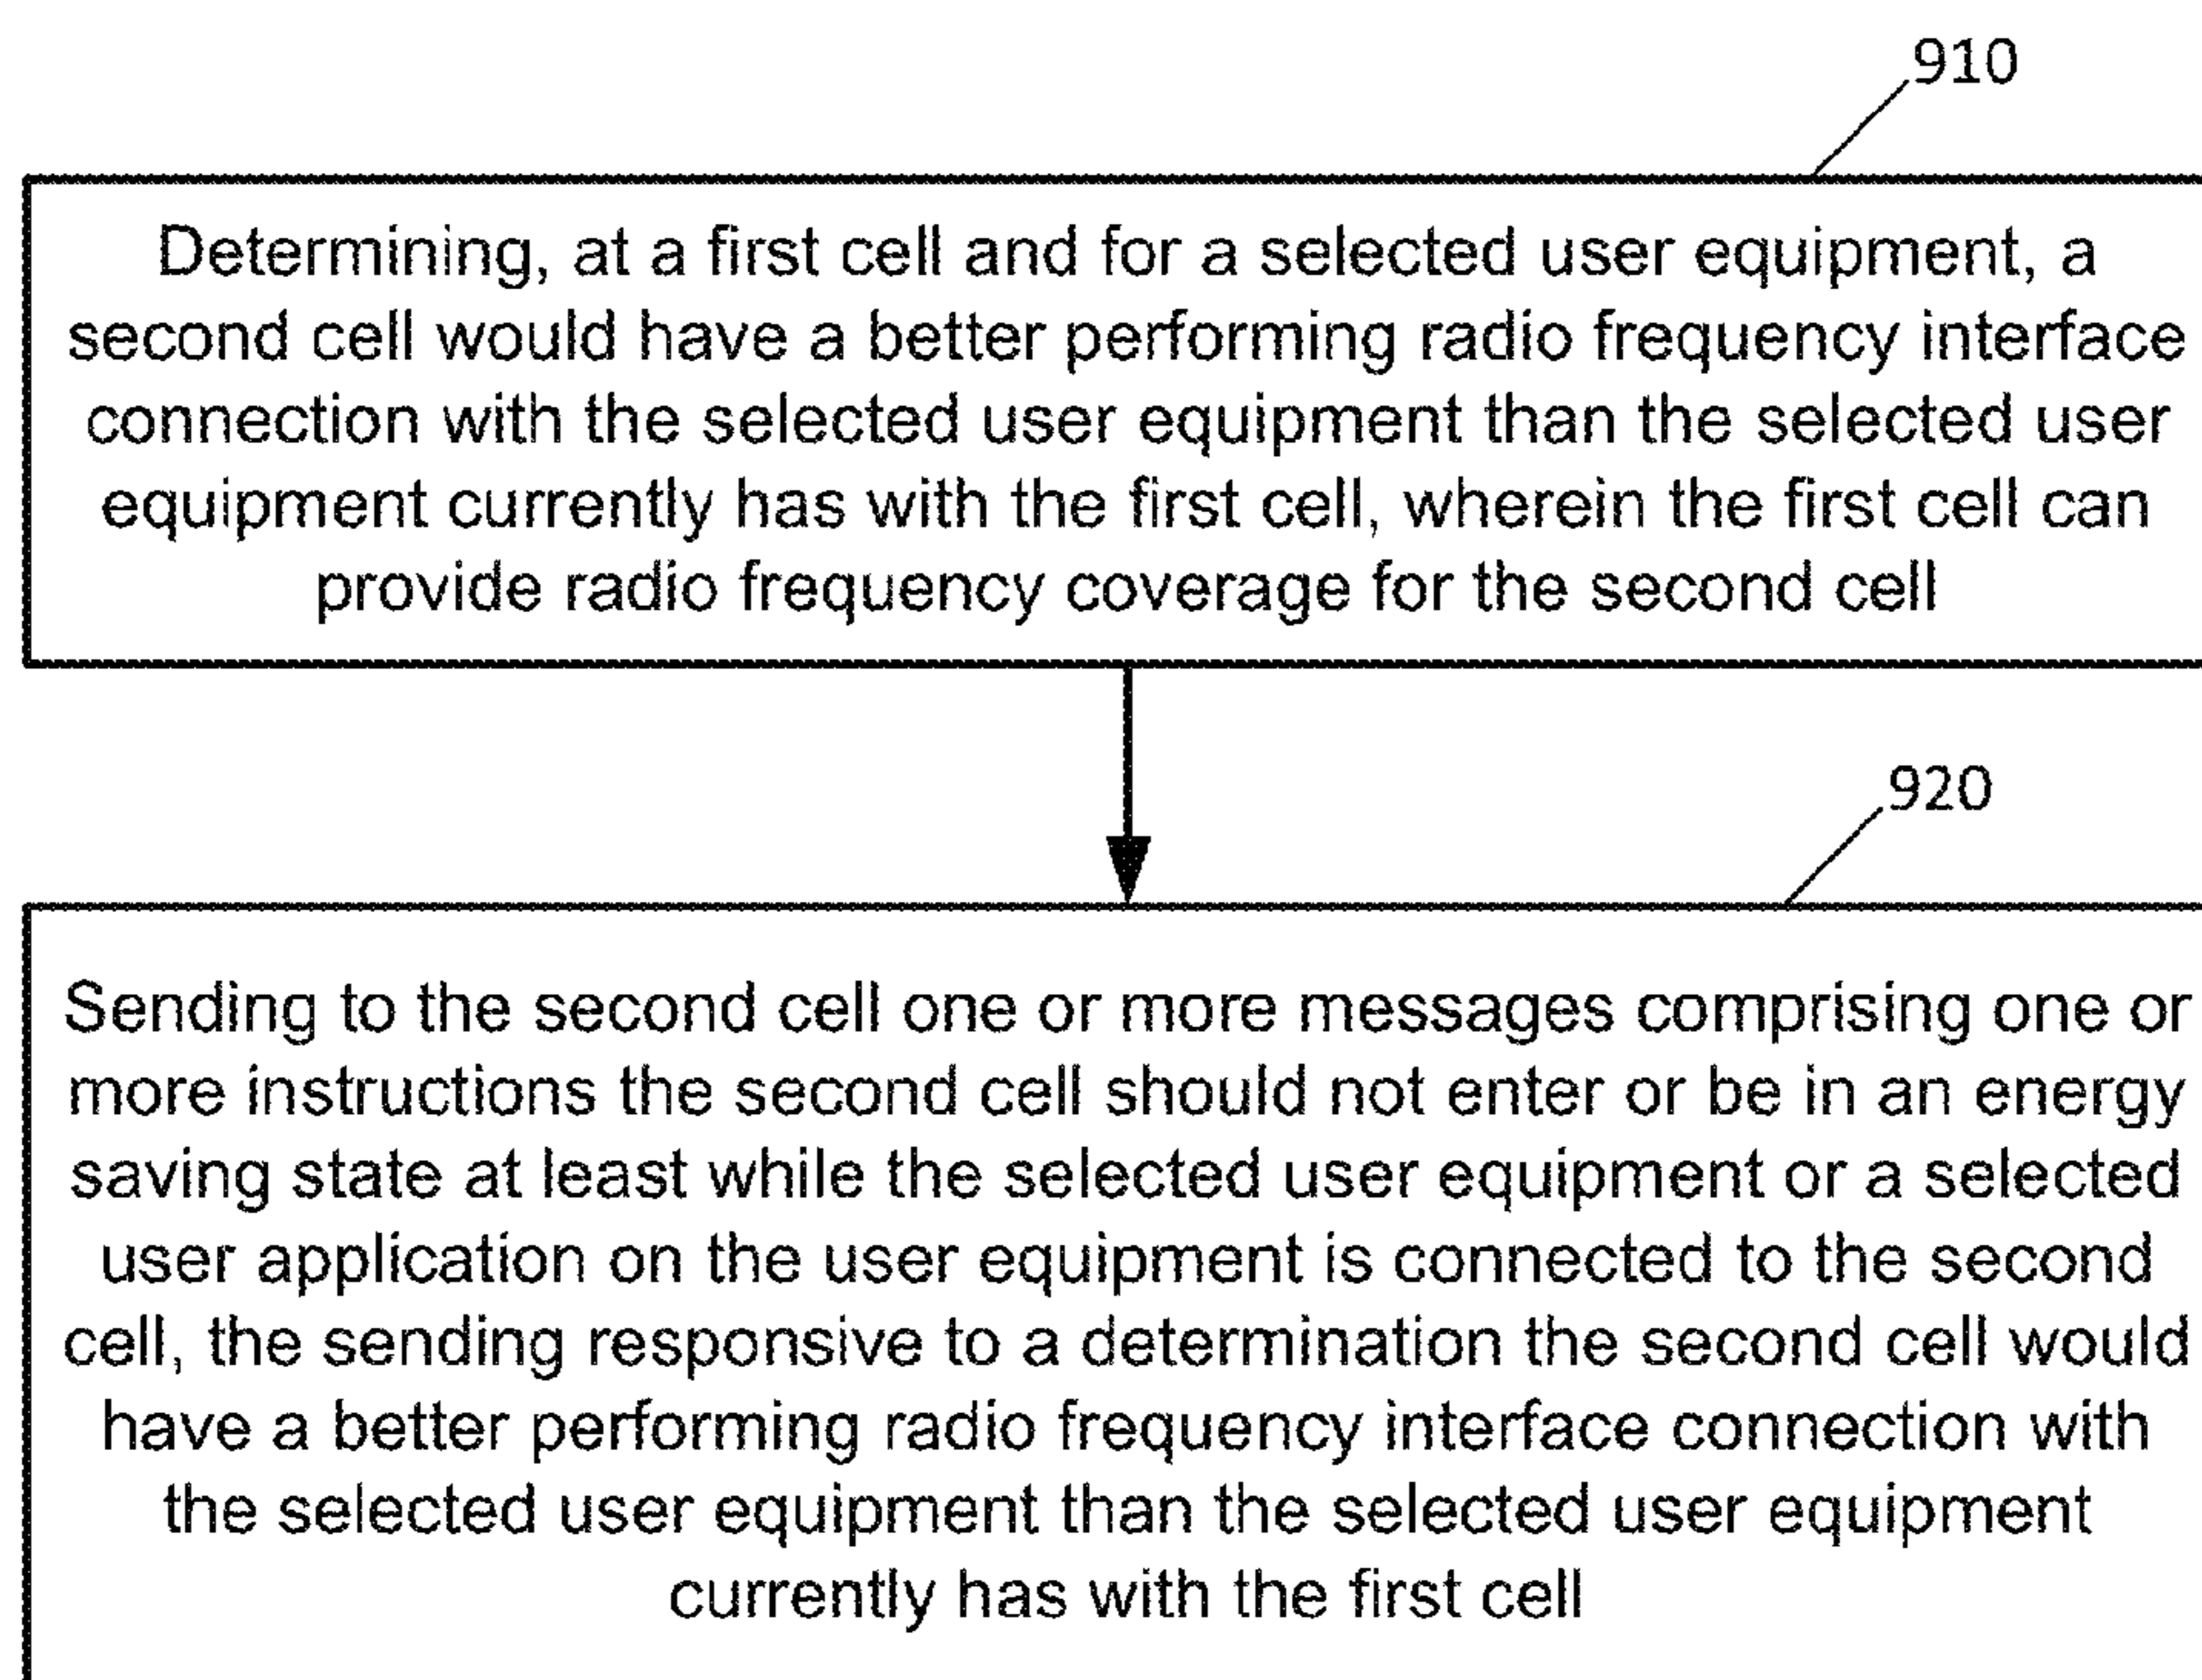 910
Determining, at a first cell and for a selected user equipment, a
second cell would have a better performing radio frequency interface
connection with the selected user equipment than the selected user
equipment currently has with the first cell, wherein the first cell can
provide radio frequency coverage for the second cell
920
Sending to the second cell one or more messages comprising one or
more instructions the second cell should not enter or be in an energy
saving state at least while the selected user equipment or a selected
user application on the user equipment is connected to the second
cell, the sending responsive to a determination the second cell would
have a better performing radio frequency interface connection with
the selected user equipment than the selected user equipment
currently has with the first cell